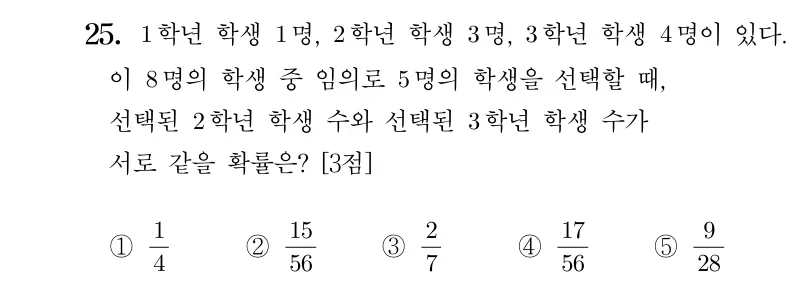 25. 1학년 학생 1명, 2학년 학생 3명, 3학년 학생 4명이 있다.
이 8명의 학생 중 임의로 5명의 학생을 선택할 때,
선택된 2학년 학생 수와 선택된 3학년 학생 수가
서로 같을 확률은? [3점]
① 1/4 ② 15/56 ③ 2/7 ④ 17/56 ⑤ 9/28